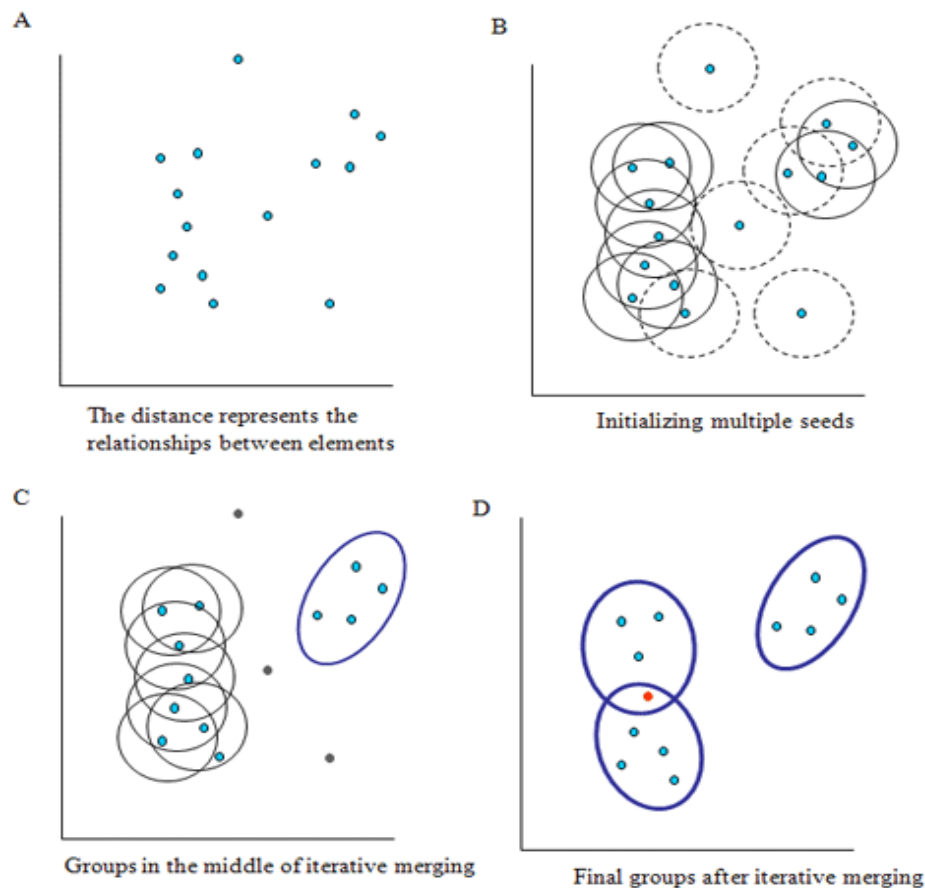 A
B
The distance represents the
relationships between elements
Initializing multiple seeds
C
D
Groups in the middle of iterative merging
Final groups after iterative merging